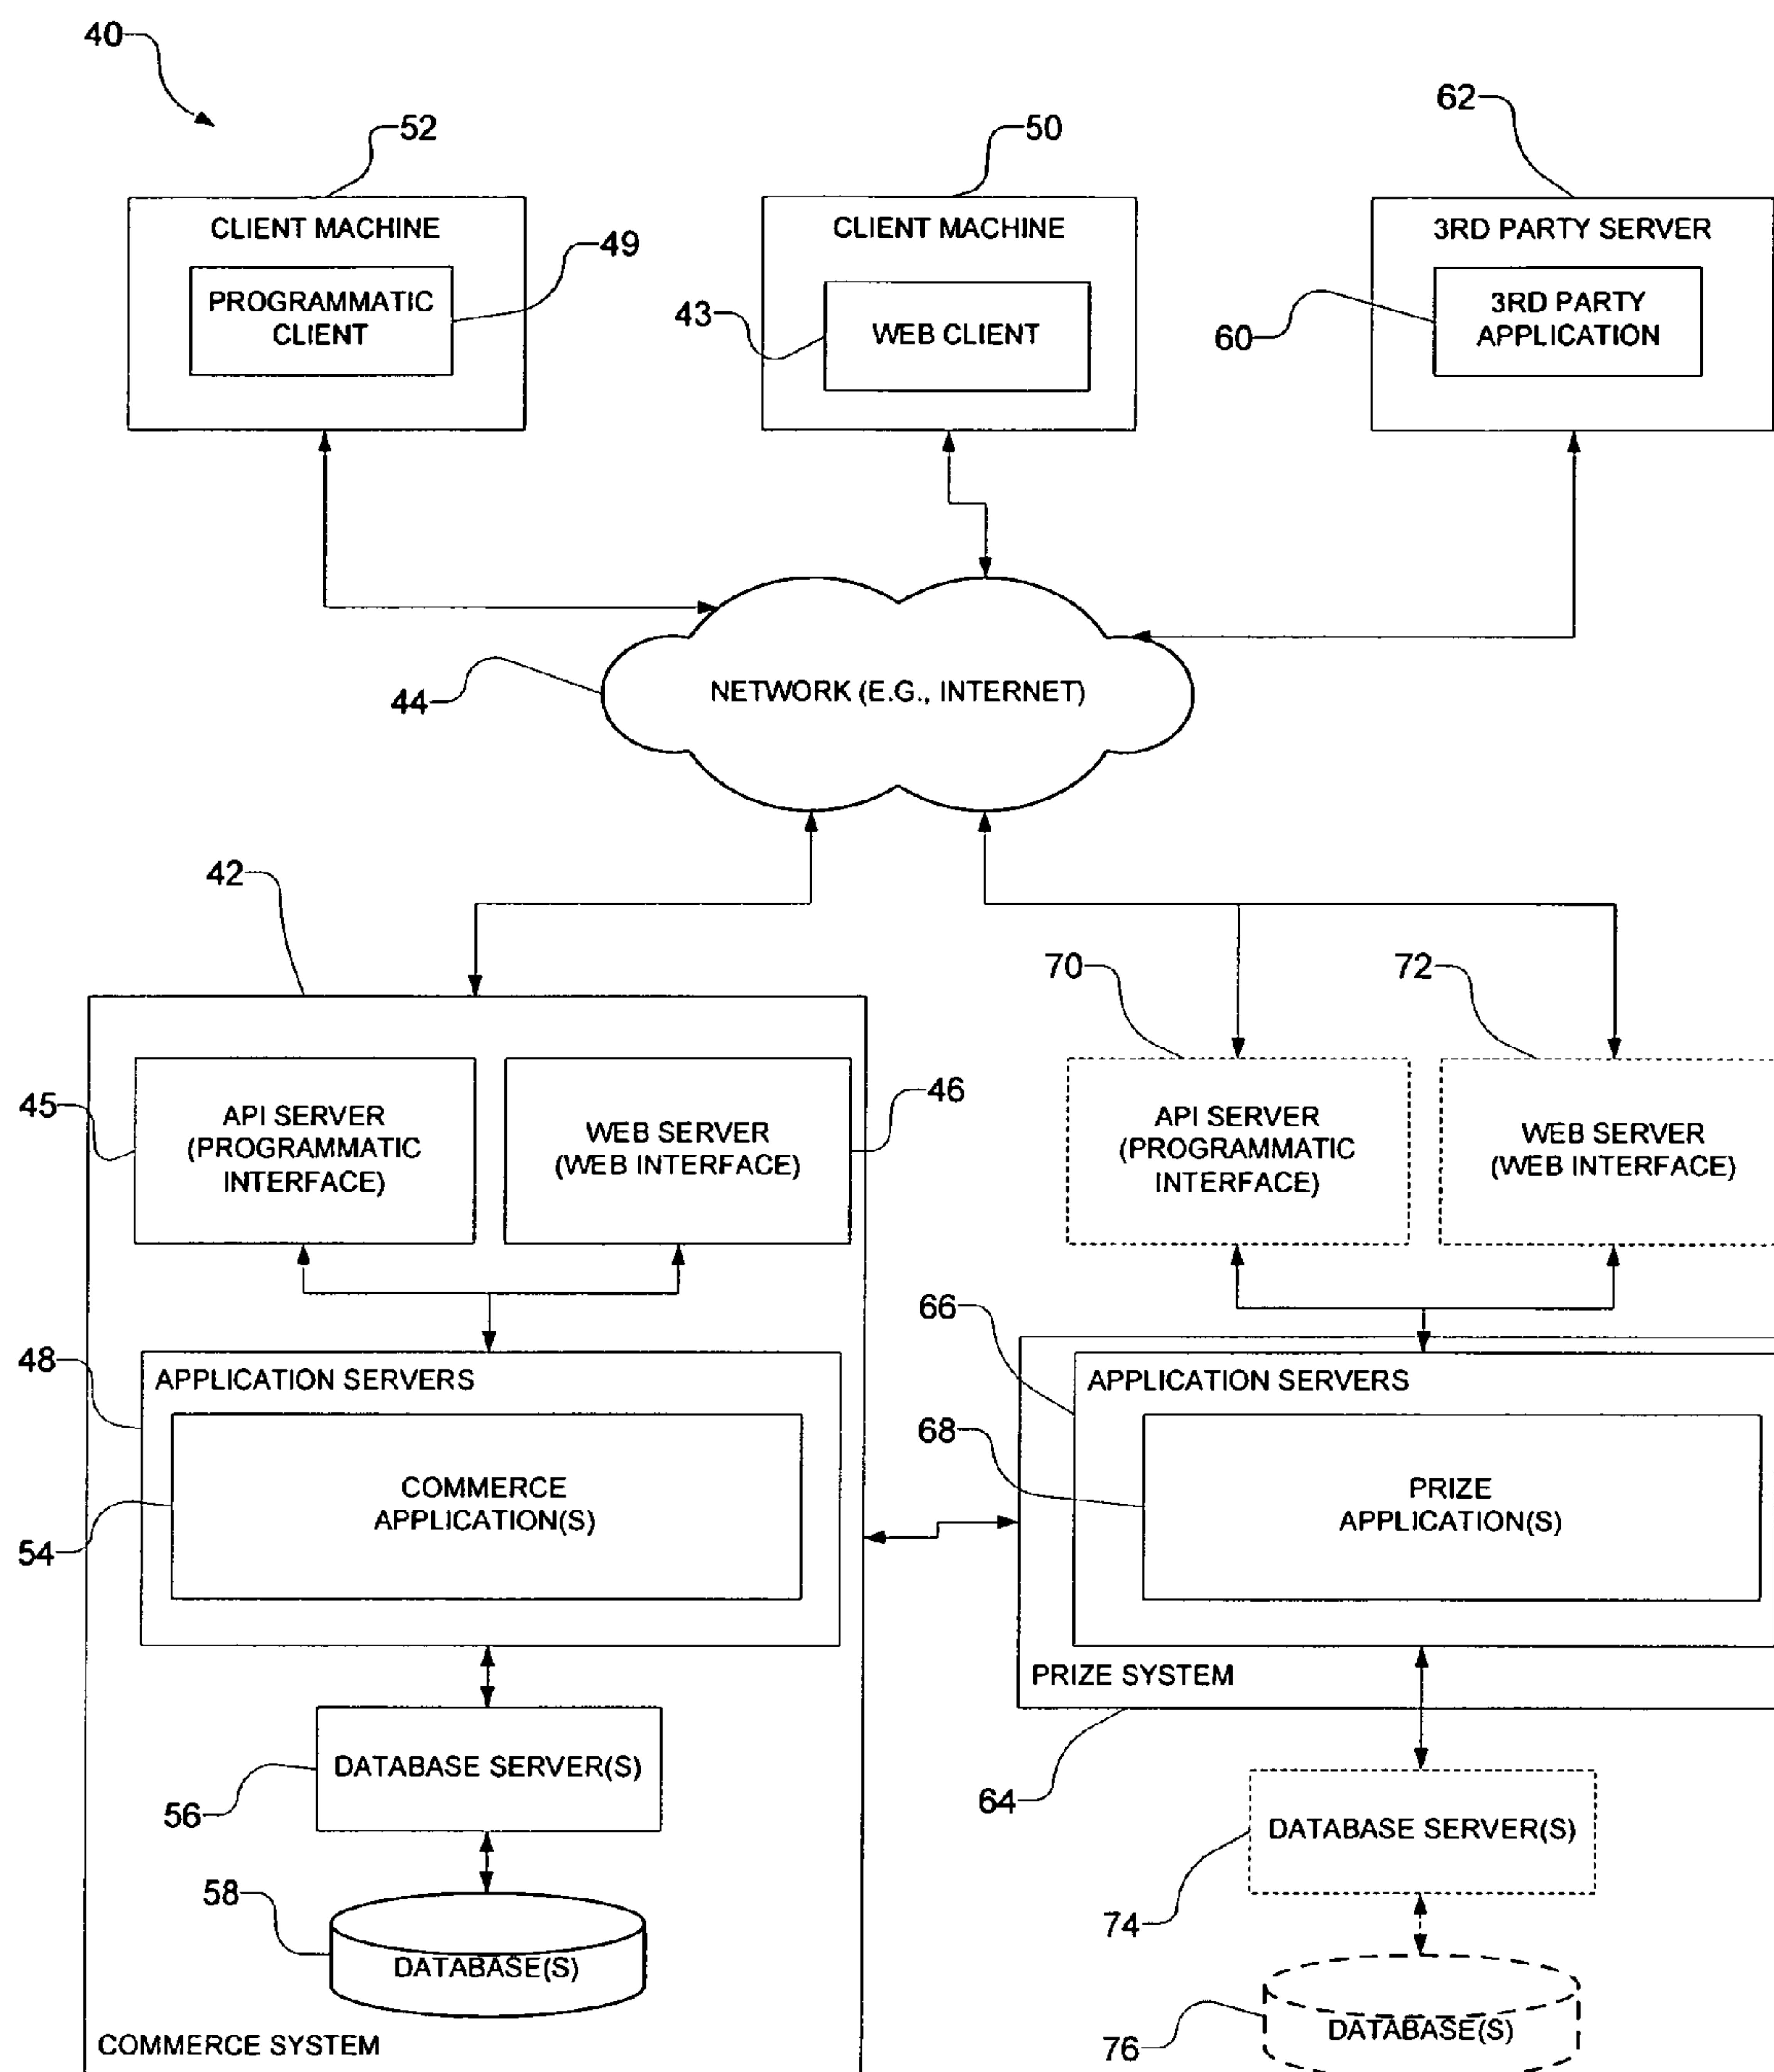 40
52
50
62
CLIENT MACHINE
PROGRAMMATIC
CLIENT
49
CLIENT MACHINE
43
WEB CLIENT
3RD PARTY SERVER
60
3RD PARTY
APPLICATION
44
NETWORK (E.G., INTERNET)
42
70
72
45
API SERVER
(PROGRAMMATIC
INTERFACE)
WEB SERVER
(WEB INTERFACE)
46
API SERVER
(PROGRAMMATIC
INTERFACE)
WEB SERVER
(WEB INTERFACE)
48
APPLICATION SERVERS
54
COMMERCE
APPLICATION(S)
66
APPLICATION SERVERS
68
PRIZE
APPLICATION(S)
PRIZE SYSTEM
64
56
DATABASE SERVER(S)
58
DATABASE(S)
COMMERCE SYSTEM
74
DATABASE SERVER(S)
76
DATABASE(S)